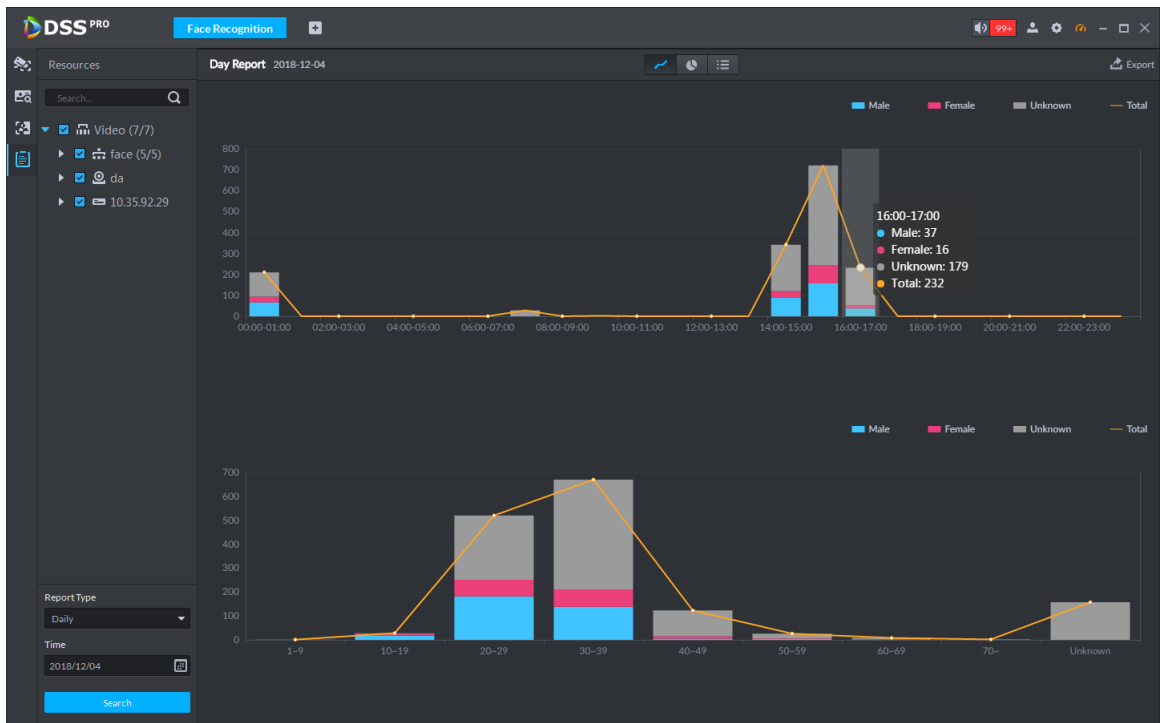 DSS PRO
Face Recognition
99+
Resources
Day Report 2018-12-04
Export
Search...
Video (7/7)
face (5/5)
da
10.35.92.29
Male Female Unknown Total
800
700
600
500
400
300
200
100
0
16:00-17:00
Male: 37
Female: 16
Unknown: 179
Total: 232
00:00-01:00 02:00-03:00 04:00-05:00 06:00-07:00 08:00-09:00 10:00-11:00 12:00-13:00 14:00-15:00 16:00-17:00 18:00-19:00 20:00-21:00 22:00-23:00
Male Female Unknown Total
700
600
500
400
300
200
100
0
1~9 10~19 20~29 30~39 40~49 50~59 60~69 70~ Unknown
Report Type
Daily
Time
2018/12/04
Search